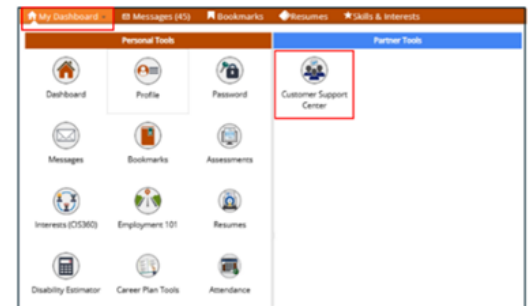 My Dashboard
Messages (45)
Bookmarks
Resumes
Skills & Interests
Personal Tools
Partner Tools
Dashboard
Profile
Password
Customer Support
Center
Messages
Bookmarks
Assessments
Interests (CIS360)
Employment 101
Resumes
Disability Estimator
Career Plan Tools
Attendance